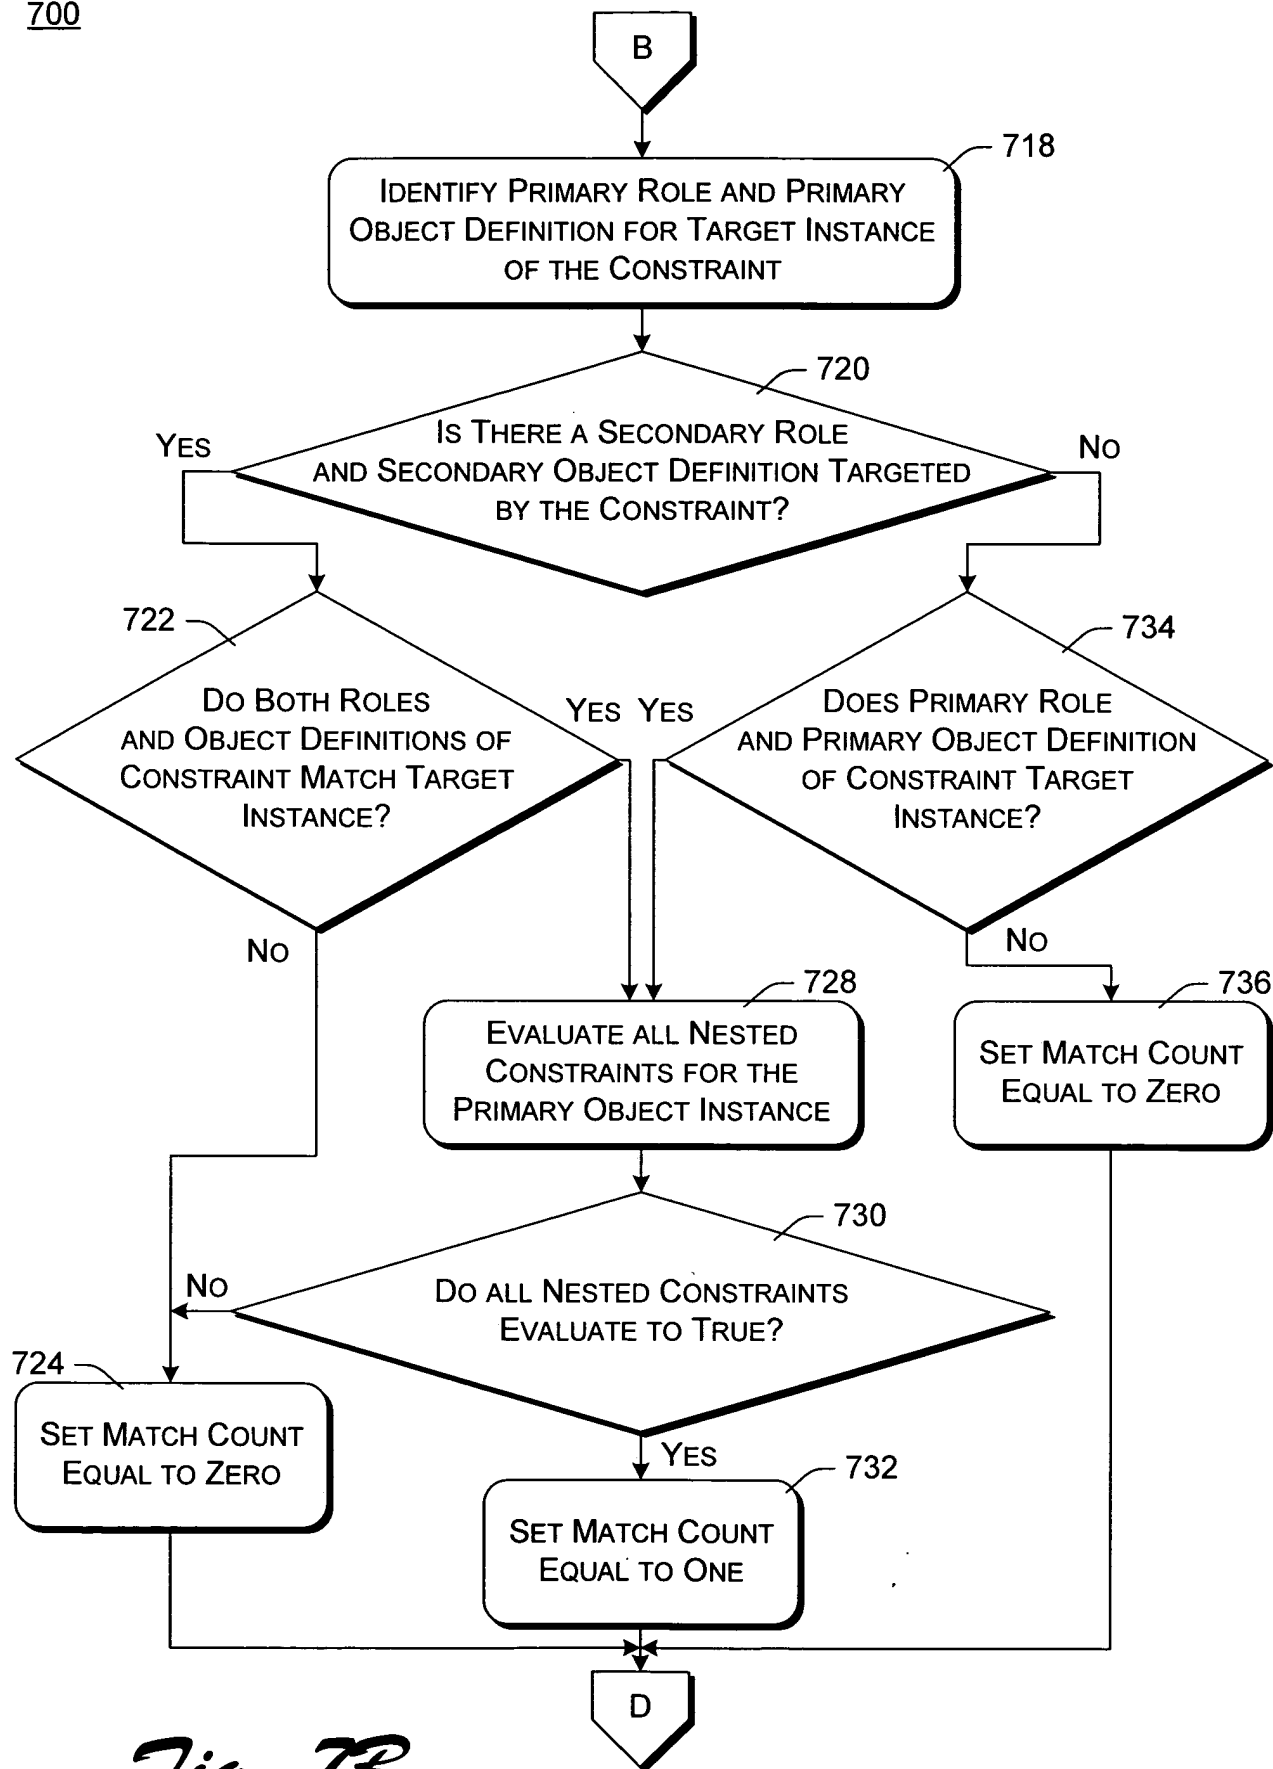 700
B
718
IDENTIFY PRIMARY ROLE AND PRIMARY
OBJECT DEFINITION FOR TARGET INSTANCE
OF THE CONSTRAINT
720
YES
IS THERE A SECONDARY ROLE
AND SECONDARY OBJECT DEFINITION TARGETED
BY THE CONSTRAINT?
NO
722
734
DO BOTH ROLES
AND OBJECT DEFINITIONS OF
CONSTRAINT MATCH TARGET
INSTANCE?
YES YES
DOES PRIMARY ROLE
AND PRIMARY OBJECT DEFINITION
OF CONSTRAINT TARGET
INSTANCE?
NO
NO
728
736
EVALUATE ALL NESTED
CONSTRAINTS FOR THE
PRIMARY OBJECT INSTANCE
SET MATCH COUNT
EQUAL TO ZERO
730
NO
DO ALL NESTED CONSTRAINTS
EVALUATE TO TRUE?
724
SET MATCH COUNT
EQUAL TO ZERO
YES
732
SET MATCH COUNT
EQUAL TO ONE
D
Fig. 7B